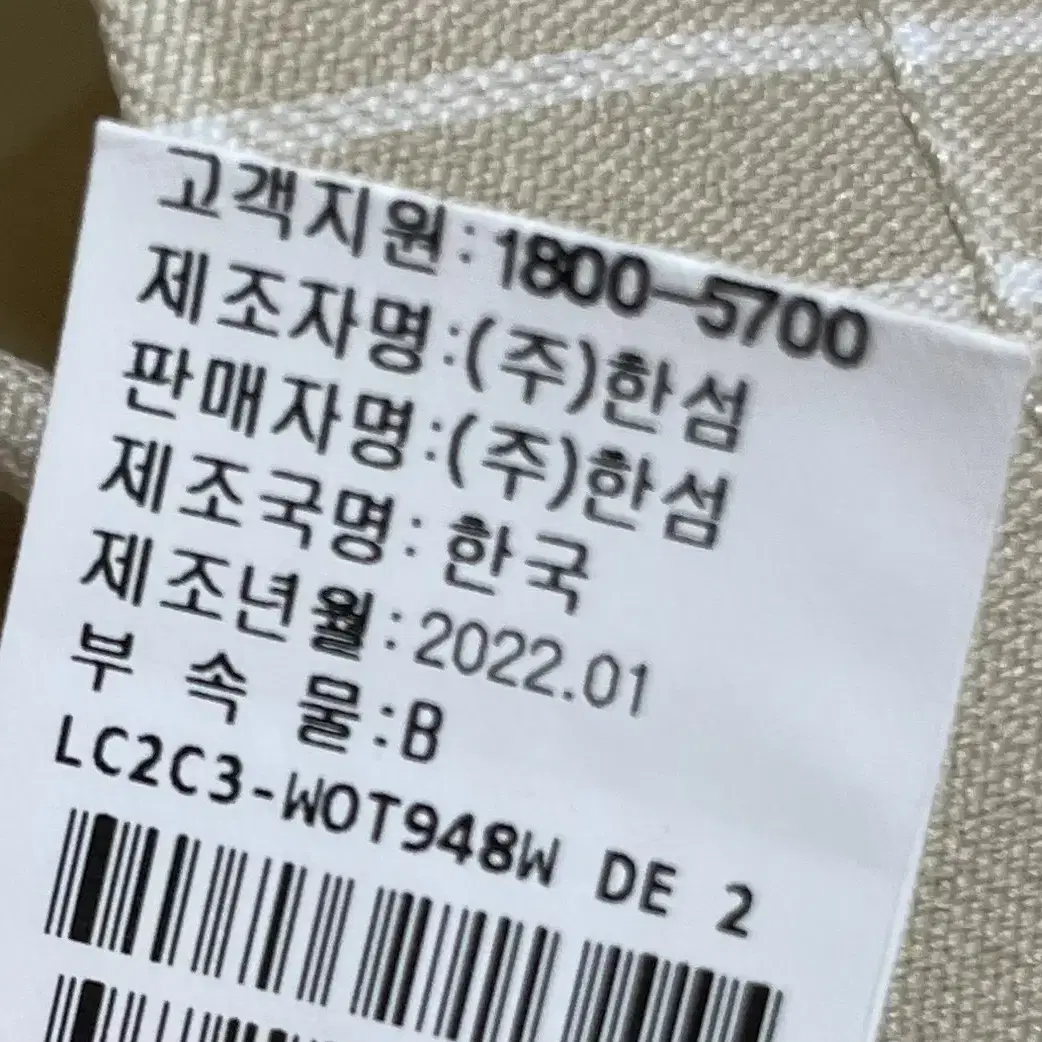 고객지원:1800-5700
제조자명:(주)한섬
판매자명:(주)한섬
제조국명: 한국
제조년월:2022.01
부 속 물:B
LC2C3-WOT948W DE 2